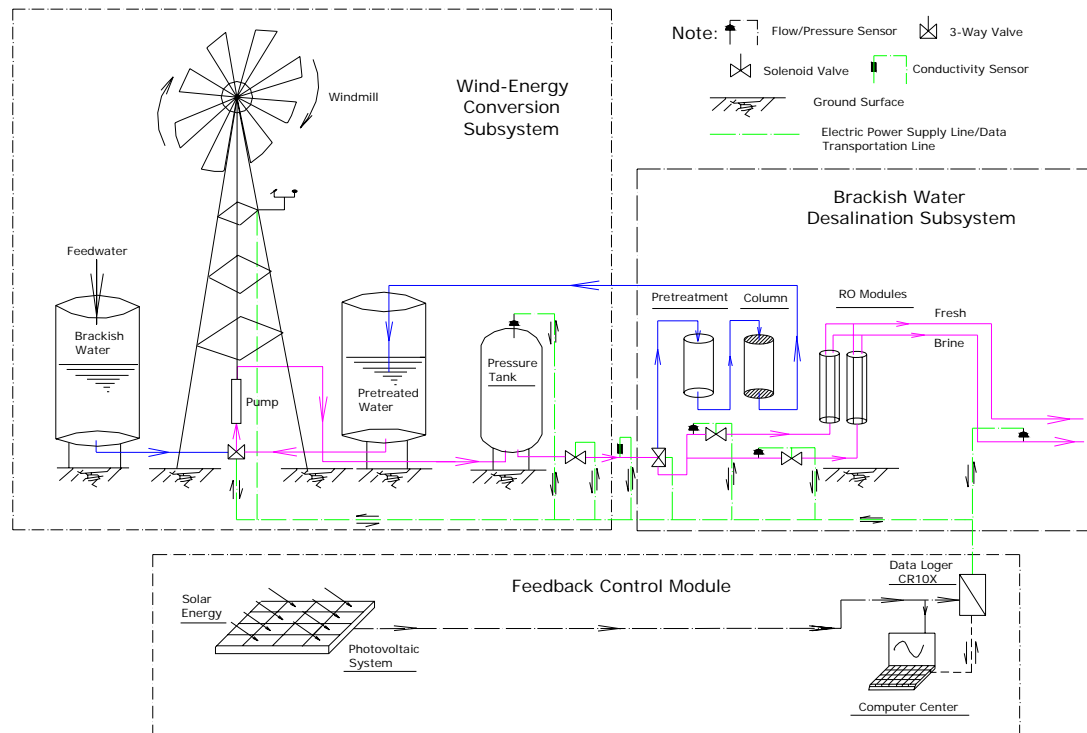 Note:
Flow/Pressure Sensor
3-Way Valve
Solenoid Valve
Conductivity Sensor
Ground Surface
Electric Power Supply Line/Data
Transportation Line
Wind-Energy
Conversion
Subsystem
Windmill
Feedwater
Brackish
Water
Pump
Pretreated
Water
Pressure
Tank
Brackish Water
Desalination Subsystem
Pretreatment
Column
RO Modules
Fresh
Brine
Feedback Control Module
Solar
Energy
Photovoltaic
System
Data Loger
CR10X
Computer Center